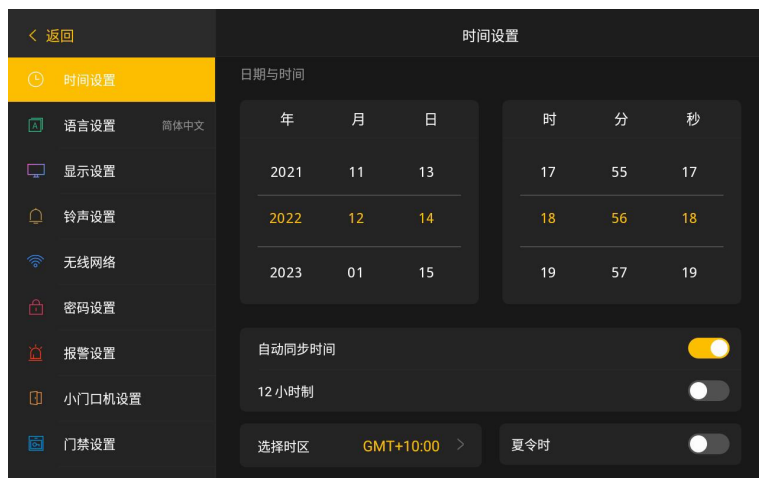 返回
时间设置
时间设置
语言设置 简体中文
显示设置
铃声设置
无线网络
密码设置
报警设置
小门口机设置
门禁设置
日期与时间
年 月 日 时 分 秒
2021 11 13 17 55 17
2022 12 14 18 56 18
2023 01 15 19 57 19
自动同步时间
12 小时制
选择时区 GMT+10:00 夏令时